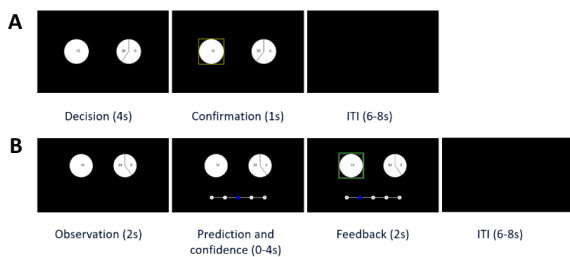 A
Decision (4s)
Confirmation (1s)
ITI (6-8s)
B
Observation (2s)
Prediction and
confidence (0-4s)
Feedback (2s)
ITI (6-8s)